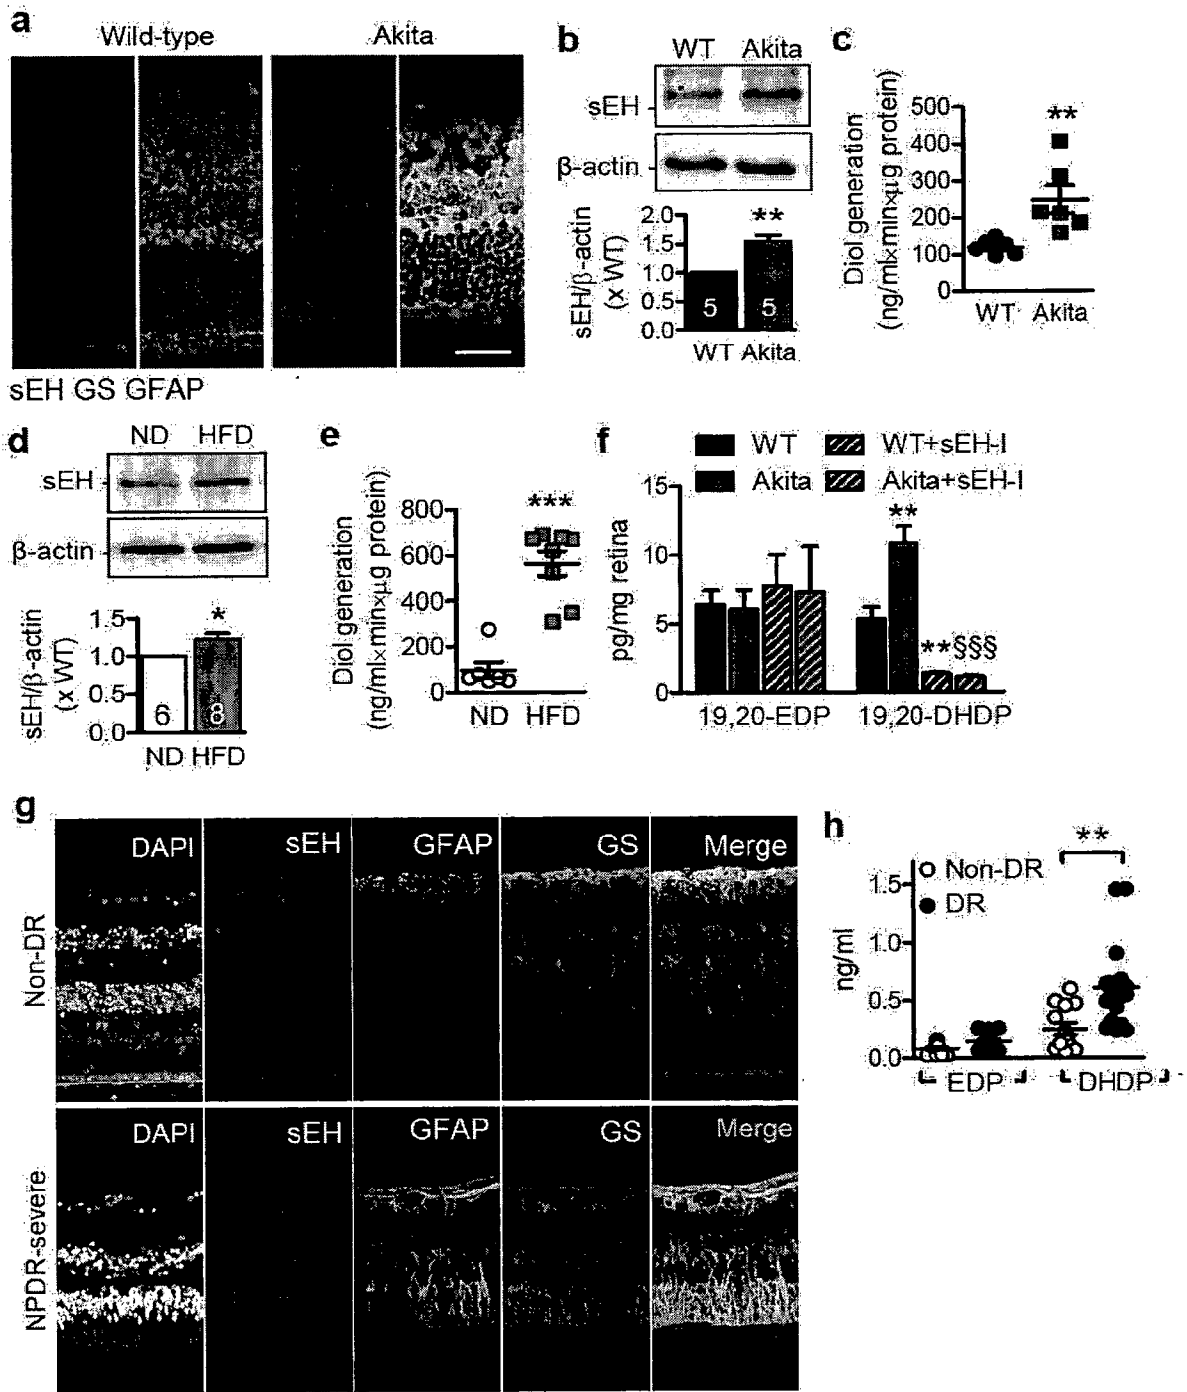 a
Wild-type Akita
sEH GS GFAP
b
WT Akita
sEH
β-actin
sEH/β-actin
(x WT)
2.0
1.5
1.0
0.5
0.0
**
5 5
WT Akita
c
Diol generation
(ng/ml×min×μg protein)
500
400
300
200
100
0
**
WT Akita
d
ND HFD
sEH
β-actin
sEH/β-actin
(x WT)
1.5
1.0
0.5
0.0
*
6 8
ND HFD
e
Diol generation
(ng/ml×min×μg protein)
800
600
400
200
0
***
ND HFD
f
WT WT+sEH-I
Akita Akita+sEH-I
pg/mg retina
15
10
5
0
**
** §§§
19,20-EDP 19,20-DHDP
g
Non-DR
DAPI sEH GFAP GS Merge
NPDR-severe
DAPI sEH GFAP GS Merge
h
**
Non-DR
DR
ng/ml
1.5
1.0
0.5
0.0
EDP DHDP